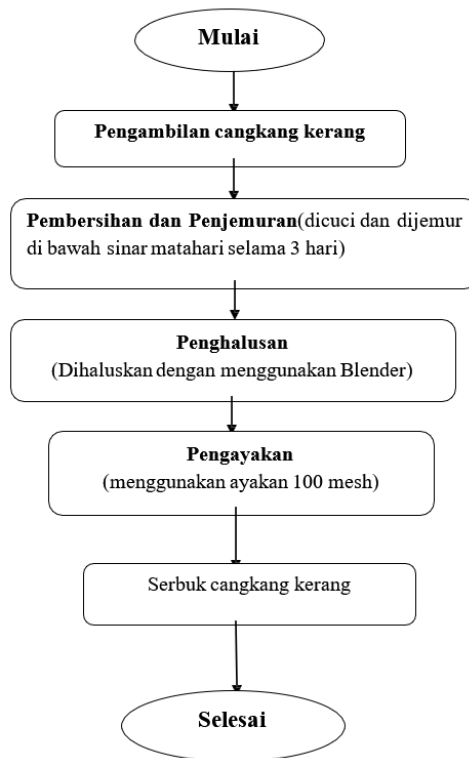 Mulai
Pengambilan cangkang kerang
Pembersihan dan Penjemuran(dicuci dan dijemur
di bawah sinar matahari selama 3 hari)
Penghalusan
(Dihaluskan dengan menggunakan Blender)
Pengayakan
(menggunakan ayakan 100 mesh)
Serbuk cangkang kerang
Selesai